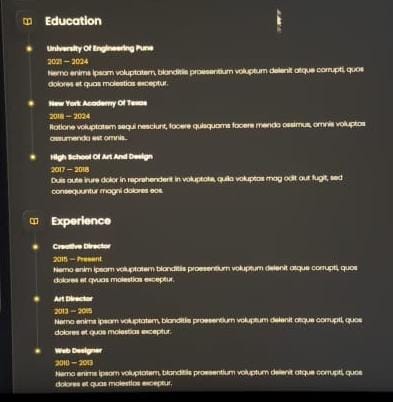 Education
University Of Engineering Pune
2021 — 2024
Nemo enims ipsam voluptatem, blanditiis praesentium voluptum delenit atque corrupti, quos
dolores et quas molestias exceptur.
New York Academy Of Texas
2018 — 2024
Ratione voluptatem sequi nesciunt, facere quisquams facere menda ossimus, omnis voluptas
assumenda est omnis..
High School Of Art And Design
2017 — 2018
Duis aute irure dolor in reprehenderit in voluptate, quila voluptas mag odit aut fugit, sed
consequuntur magni dolores eos.
Experience
Creative Director
2015 — Present
Nemo enim ipsam voluptatem blanditiis praesentium voluptum delenit atque corrupti, quos
dolores et qvuas molestias exceptur.
Art Director
2013 — 2015
Nemo enims ipsam voluptatem, blanditiis praesentium voluptum delenit atque corrupti, quos
dolores et quas molestias exceptur.
Web Designer
2010 — 2013
Nemo enims ipsam voluptatem, blanditiis praesentium voluptum delenit atque corrupti, quos
dolores et quas molestias exceptur.